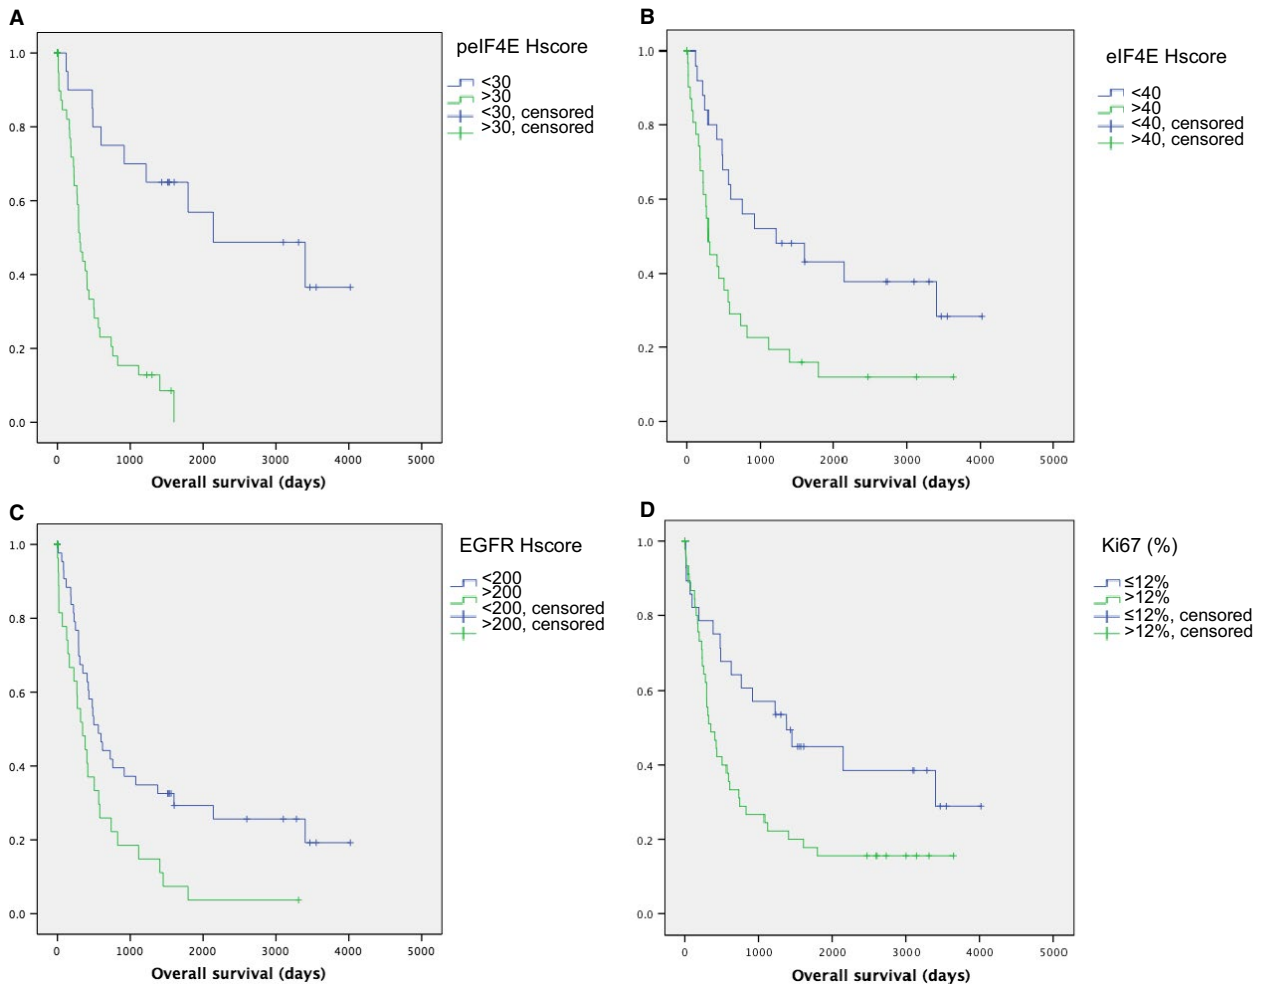 A
peIF4E Hscore
<30
>30
<30, censored
>30, censored
1.0
0.8
0.6
0.4
0.2
0.0
0 1000 2000 3000 4000 5000
Overall survival (days)
B
eIF4E Hscore
<40
>40
<40, censored
>40, censored
1.0
0.8
0.6
0.4
0.2
0.0
0 1000 2000 3000 4000 5000
Overall survival (days)
C
EGFR Hscore
<200
>200
<200, censored
>200, censored
1.0
0.8
0.6
0.4
0.2
0.0
0 1000 2000 3000 4000 5000
Overall survival (days)
D
Ki67 (%)
≤12%
>12%
≤12%, censored
>12%, censored
1.0
0.8
0.6
0.4
0.2
0.0
0 1000 2000 3000 4000 5000
Overall survival (days)